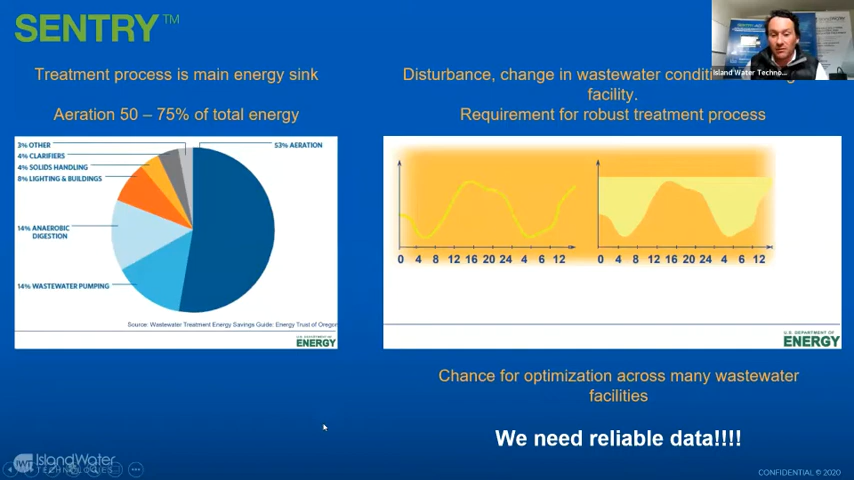 SENTRY™
Treatment process is main energy sink
Aeration 50 – 75% of total energy
3% OTHER
4% CLARIFIERS
4% SOLIDS HANDLING
8% LIGHTING & BUILDINGS
14% ANAEROBIC
DIGESTION
14% WASTEWATER PUMPING
53% AERATION
Source: Wastewater Treatment Energy Savings Guide: Energy Trust of Oregon
U.S. DEPARTMENT OF
ENERGY
Island Water Techno...
Disturbance, change in wastewater
facility.
Requirement for robust treatment process
0 4 8 12 16 20 24 4 6 12
0 4 8 12 16 20 24 4 6 12
U.S. DEPARTMENT OF
ENERGY
Chance for optimization across many wastewater
facilities
We need reliable data!!!!
IWT IslandWater
TECHNOLOGIES
CONFIDENTIAL © 2020